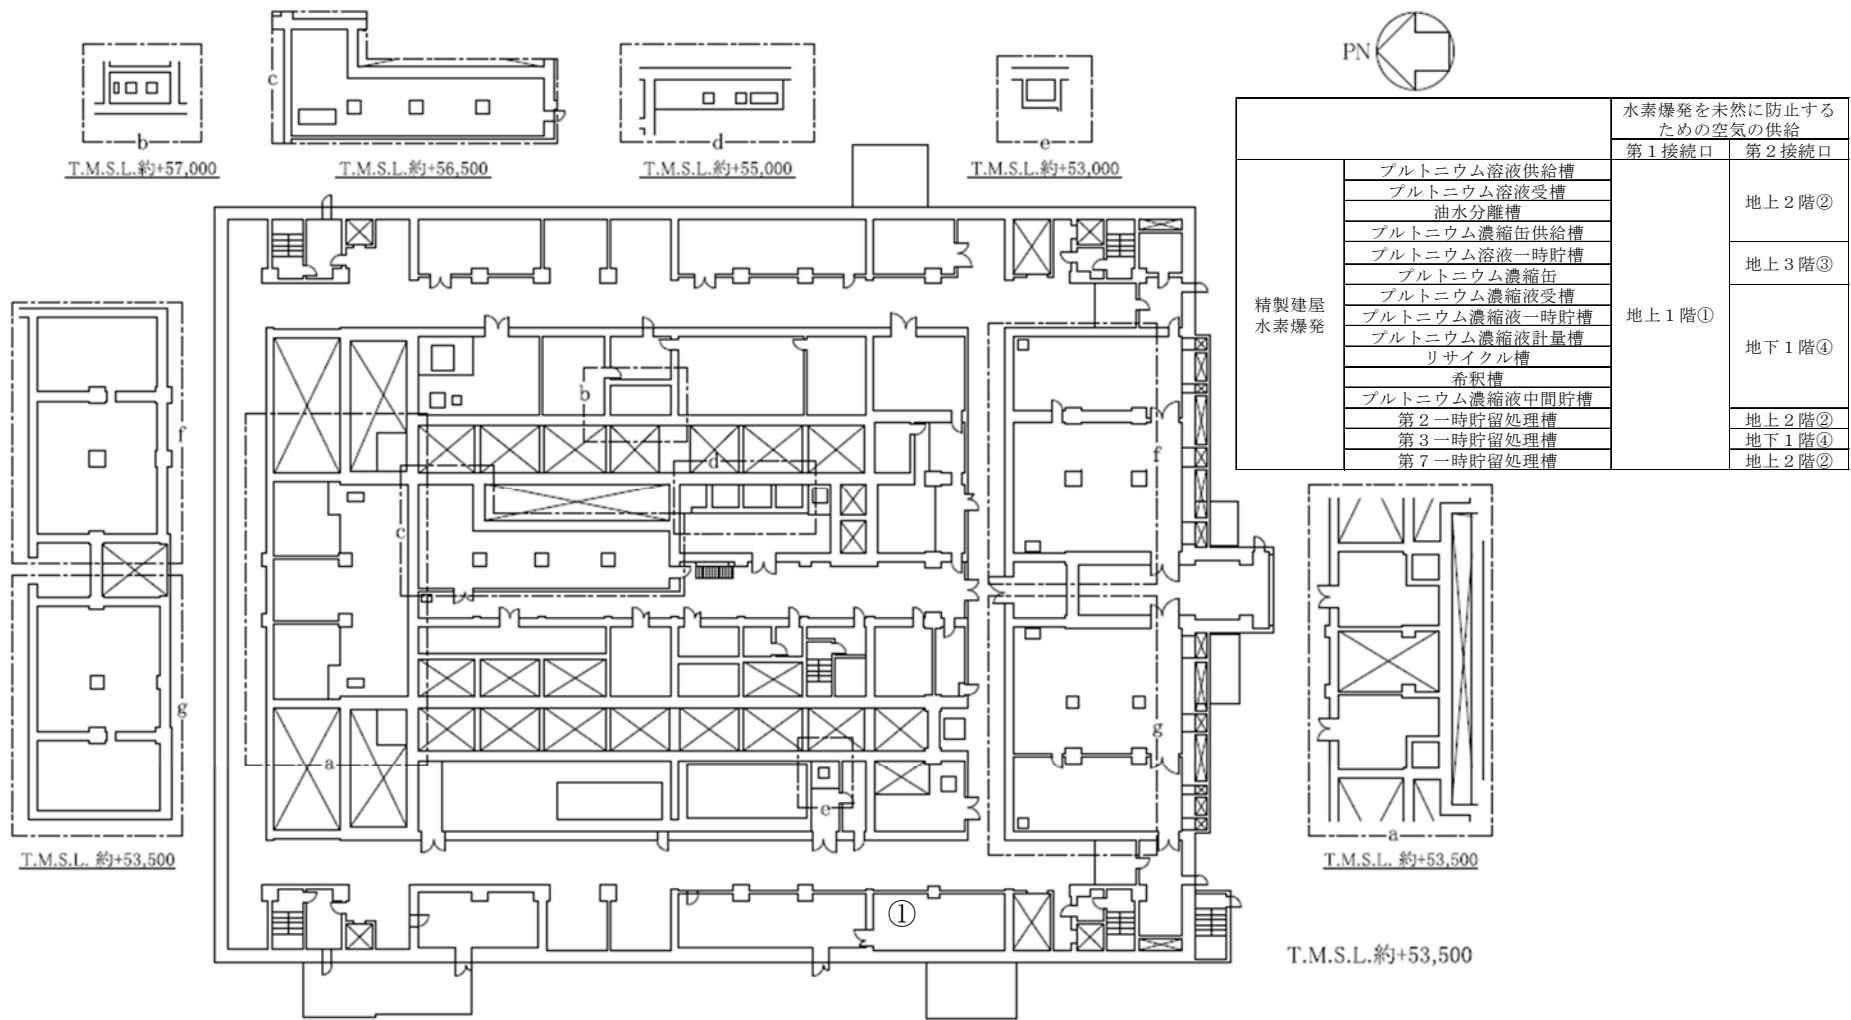 b
T.M.S.L.約+57,000
c
T.M.S.L.約+56,500
d
T.M.S.L.約+55,000
e
T.M.S.L.約+53,000
PN
水素爆発を未然に防止する
ための空気の供給
第1接続口
第2接続口
精製建屋
水素爆発
プルトニウム溶液供給槽
プルトニウム溶液受槽
油水分離槽
プルトニウム濃縮缶供給槽
プルトニウム溶液一時貯槽
プルトニウム濃縮缶
プルトニウム濃縮液受槽
プルトニウム濃縮液一時貯槽
プルトニウム濃縮液計量槽
リサイクル槽
希釈槽
プルトニウム濃縮液中間貯槽
第2一時貯留処理槽
第3一時貯留処理槽
第7一時貯留処理槽
地上1階①
地上2階②
地上3階③
地下1階④
地上2階②
地下1階④
地上2階②
f
g
T.M.S.L. 約+53,500
b
d
c
a
e
f
g
①
a
T.M.S.L. 約+53,500
T.M.S.L.約+53,500